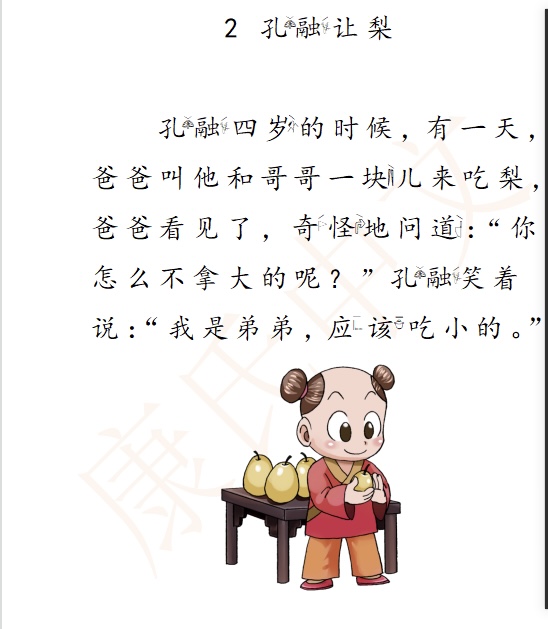 2 孔融让梨
孔融四岁的时候，有一天，
爸爸叫他和哥哥一块儿来吃梨，
爸爸看见了，奇怪地问道：“你
怎么不拿大的呢？”孔融笑着
说：“我是弟弟，应该吃小的。”